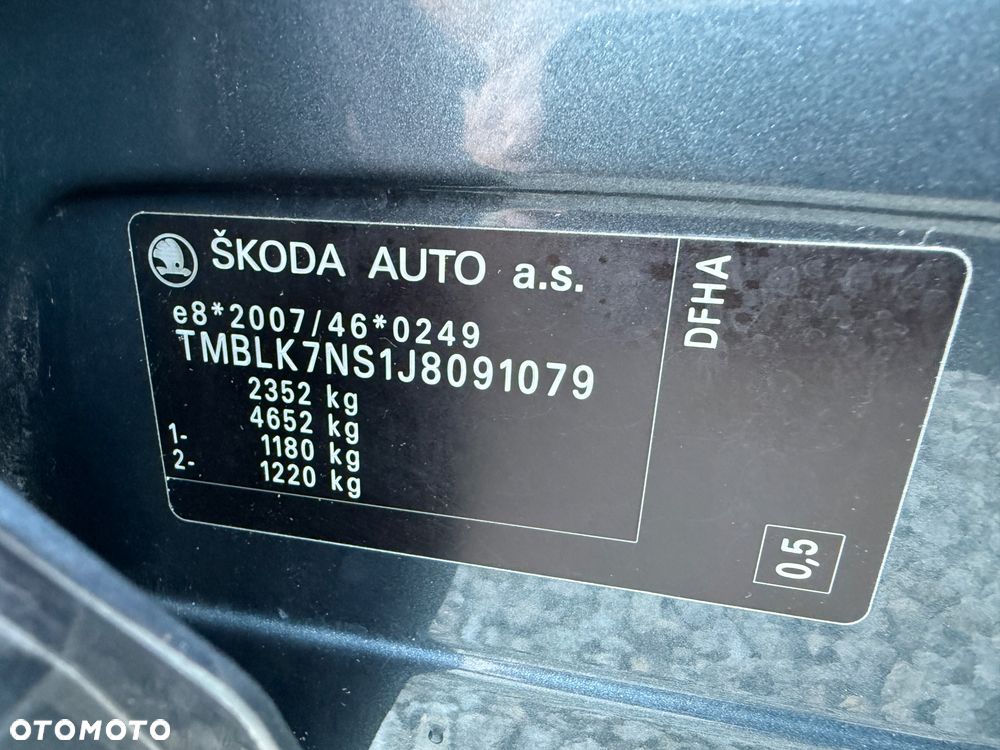 ŠKODA AUTO a.s.
e8*2007/46*0249
TMBLK7NS1J8091079
2352 kg
4652 kg
1- 1180 kg
2- 1220 kg
DFHA
0,5
OTOMOTO